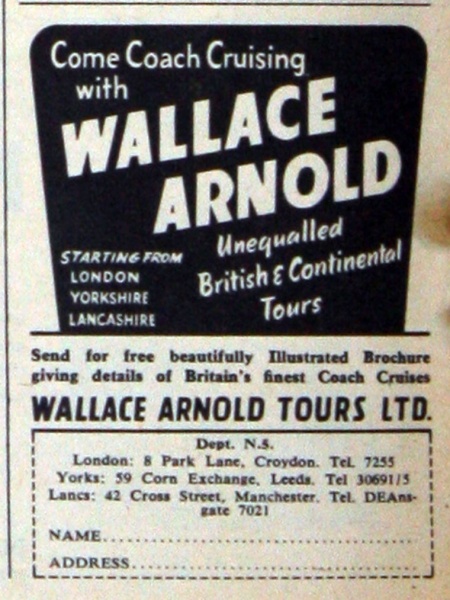 Come Coach Cruising
with
WALLACE
ARNOLD
STARTING FROM
LONDON
YORKSHIRE
LANCASHIRE
Unequalled
British & Continental
Tours
Send for free beautifully Illustrated Brochure
giving details of Britain's finest Coach Cruises
WALLACE ARNOLD TOURS LTD.
Dept. N.S.
London: 8 Park Lane, Croydon. Tel. 7255
Yorks: 59 Corn Exchange, Leeds. Tel 30691/5
Lancs: 42 Cross Street, Manchester. Tel. DEAns-
gate 7021
NAME
ADDRESS